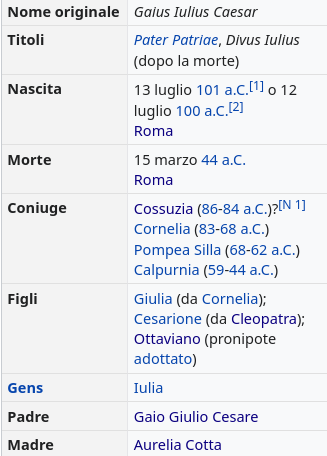 Nome originale Gaius Iulius Caesar
Titoli Pater Patriae, Divus Iulius
(dopo la morte)
Nascita 13 luglio 101 a.C.[1] o 12
luglio 100 a.C.[2]
Roma
Morte 15 marzo 44 a.C.
Roma
Coniuge Cossuzia (86-84 a.C.)?[N 1]
Cornelia (83-68 a.C.)
Pompea Silla (68-62 a.C.)
Calpurnia (59-44 a.C.)
Figli Giulia (da Cornelia);
Cesarione (da Cleopatra);
Ottaviano (pronipote
adottato)
Gens Iulia
Padre Gaio Giulio Cesare
Madre Aurelia Cotta